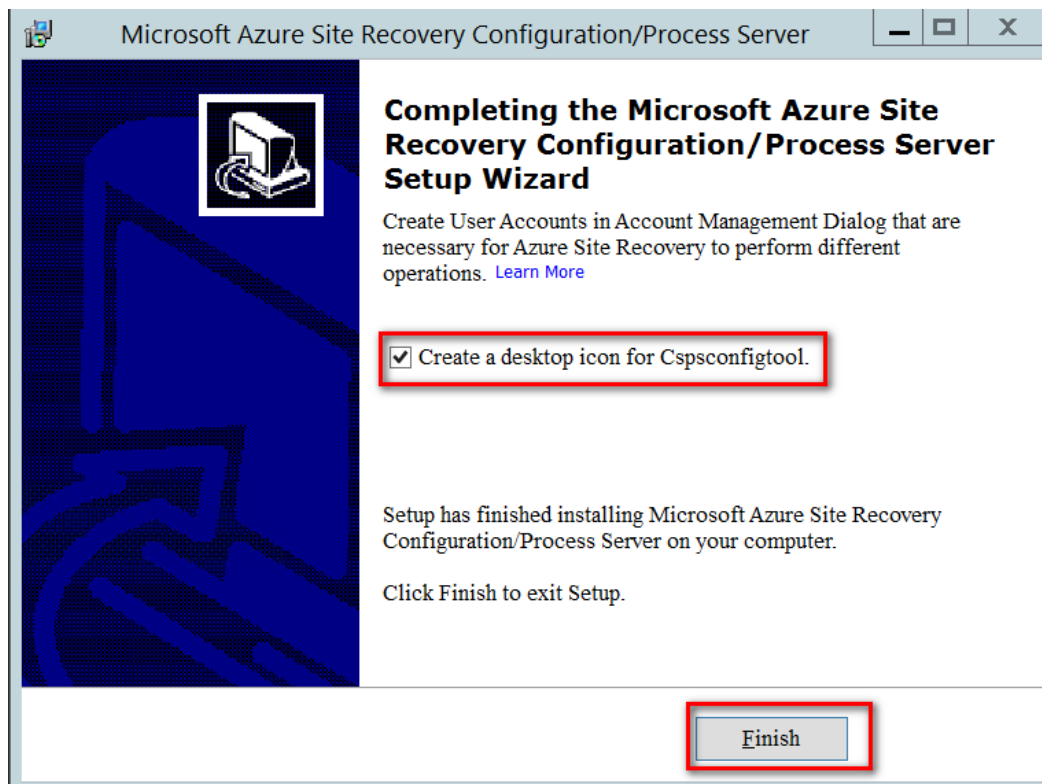 Microsoft Azure Site Recovery Configuration/Process Server
Completing the Microsoft Azure Site
Recovery Configuration/Process Server
Setup Wizard
Create User Accounts in Account Management Dialog that are
necessary for Azure Site Recovery to perform different
operations. Learn More
Create a desktop icon for Cspsconfigtool.
Setup has finished installing Microsoft Azure Site Recovery
Configuration/Process Server on your computer.
Click Finish to exit Setup.
Finish